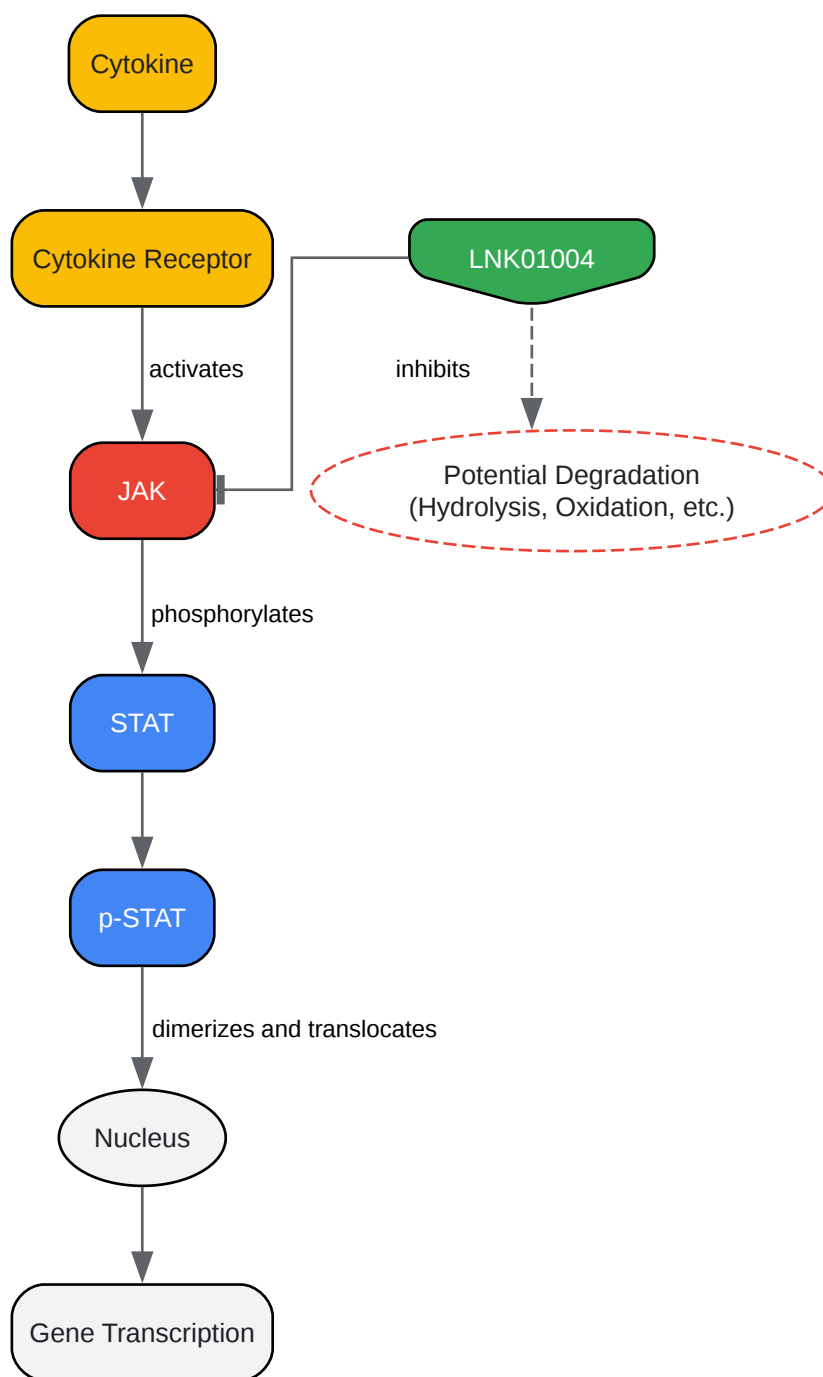 Cytokine
Cytokine Receptor
LNK01004
activates
inhibits
JAK
Potential Degradation
(Hydrolysis, Oxidation, etc.)
phosphorylates
STAT
p-STAT
dimerizes and translocates
Nucleus
Gene Transcription